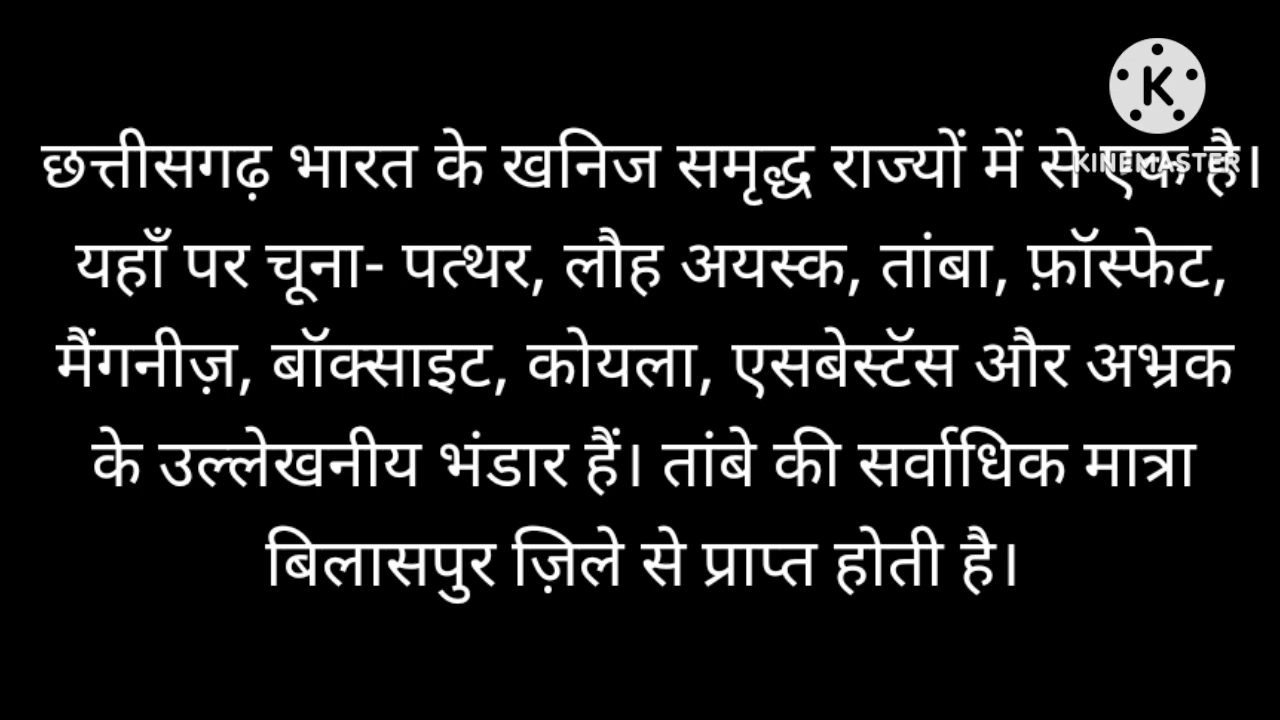 K
KINEMASTER
छत्तीसगढ़ भारत के खनिज समृद्ध राज्यों में से एक है।
यहाँ पर चूना- पत्थर, लौह अयस्क, तांबा, फ़ॉस्फेट,
मैंगनीज़, बॉक्साइट, कोयला, एसबेस्टॅस और अभ्रक
के उल्लेखनीय भंडार हैं। तांबे की सर्वाधिक मात्रा
बिलासपुर ज़िले से प्राप्त होती है।